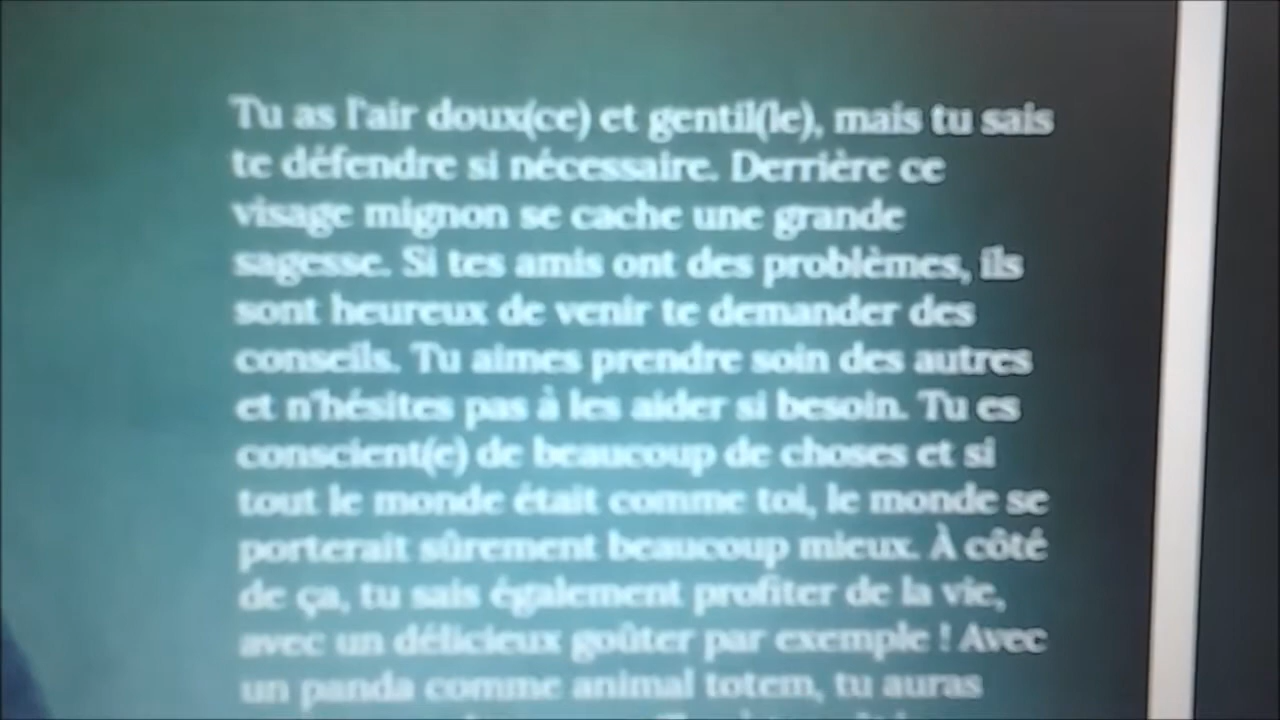 Tu as l'air doux(ce) et gentil(le), mais tu sais
te défendre si nécessaire. Derrière ce
visage mignon se cache une grande
sagesse. Si tes amis ont des problèmes, ils
sont heureux de venir te demander des
conseils. Tu aimes prendre soin des autres
et n'hésites pas à les aider si besoin. Tu es
conscient(e) de beaucoup de choses et si
tout le monde était comme toi, le monde se
porterait sûrement beaucoup mieux. À côté
de ça, tu sais également profiter de la vie,
avec un délicieux goûter par exemple ! Avec
un panda comme animal totem, tu auras